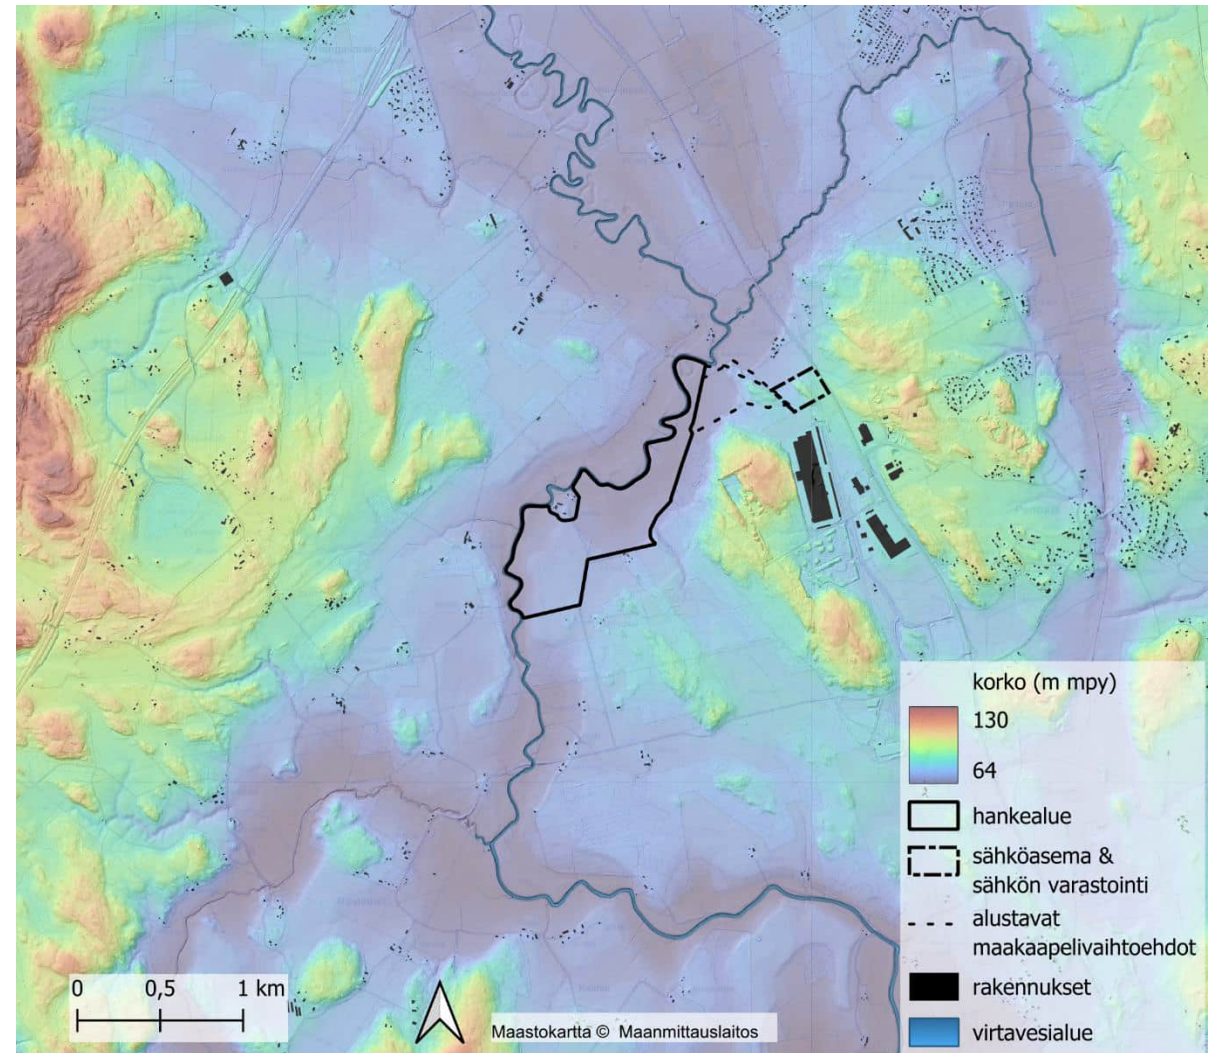 korko (m mpy)
130
64
hankealue
sähköasema &
sähkön varastointi
alustavat
maakaapelivaihtoehdot
rakennukset
virtavesialue
0 0,5 1 km
Maastokartta © Maanmittauslaitos